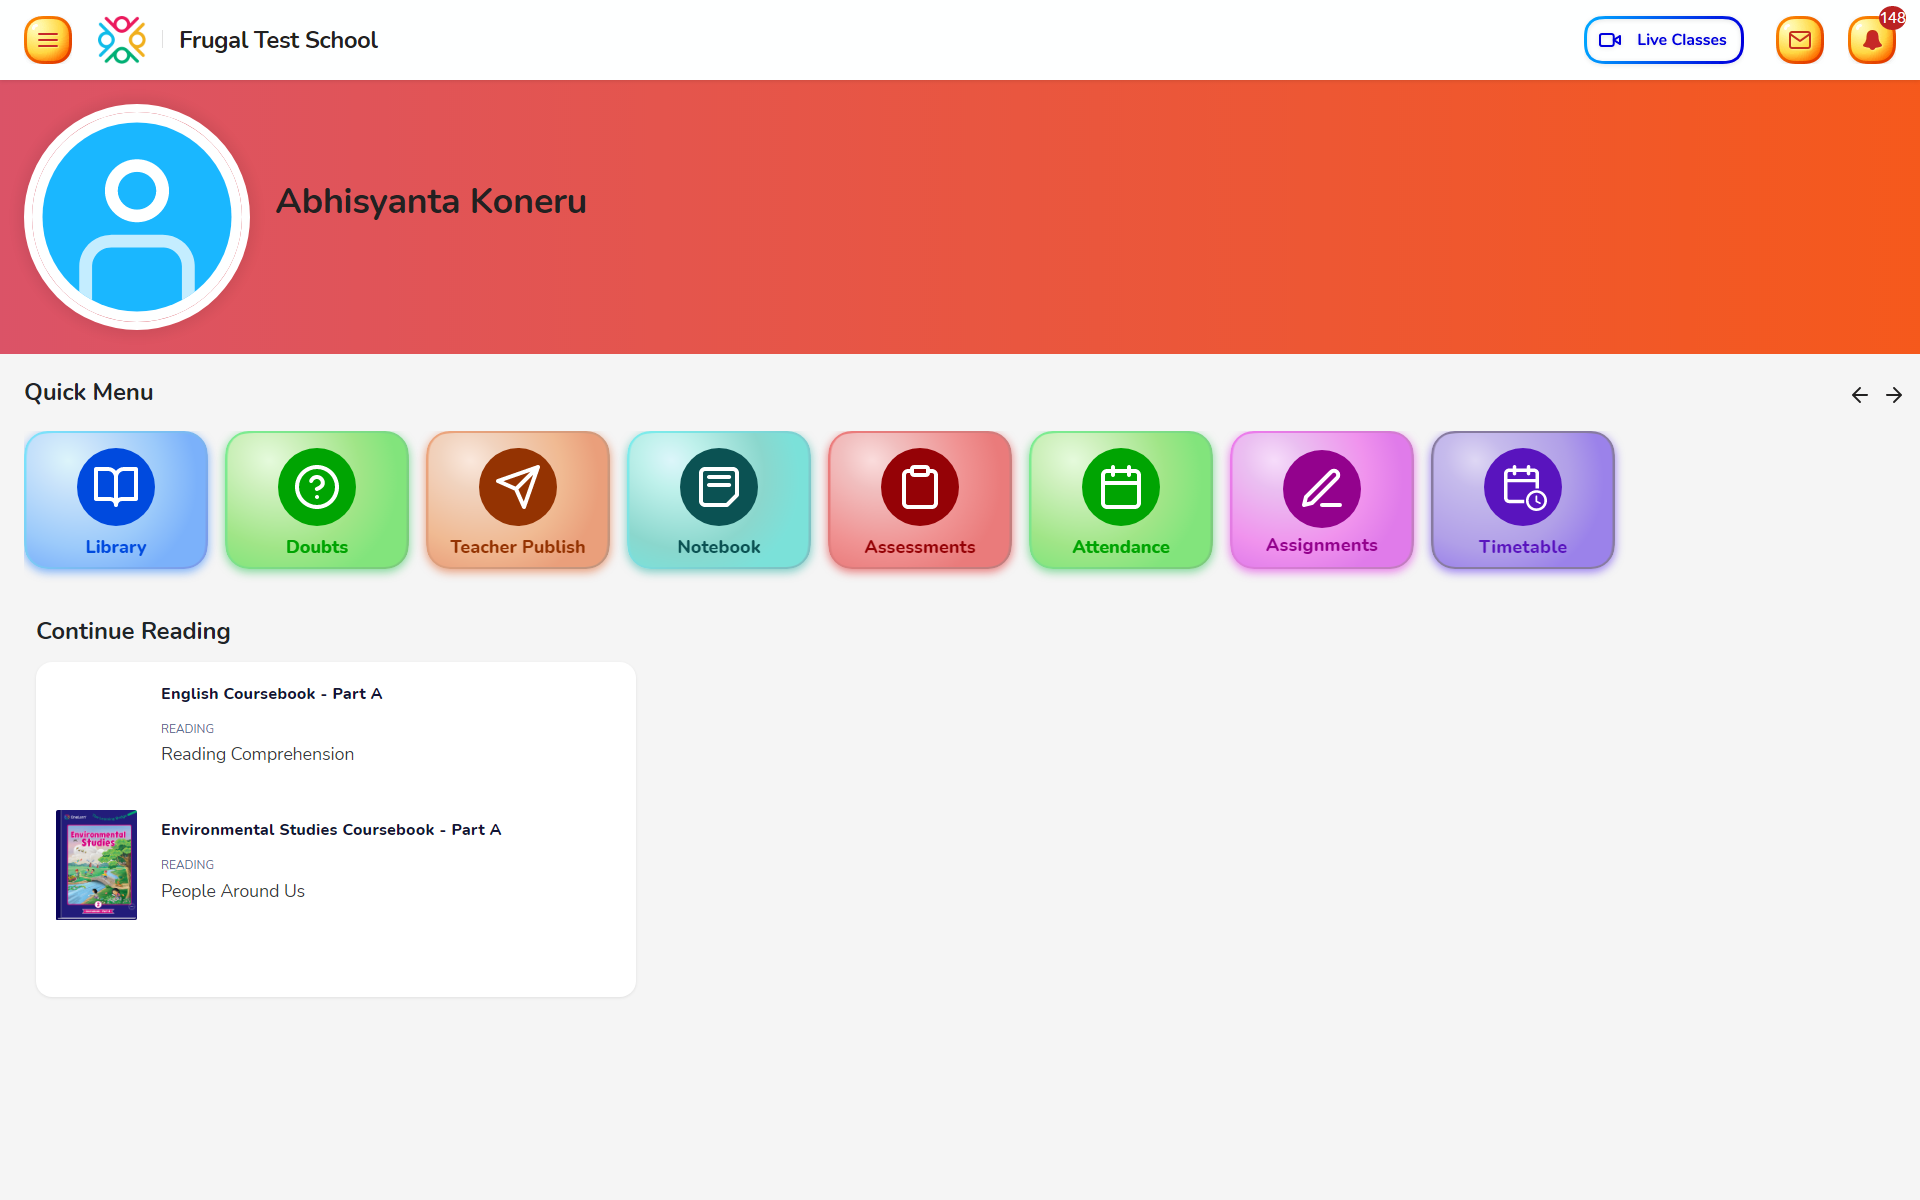 Frugal Test School
Live Classes
148
Abhisyanta Koneru
Quick Menu
Library
Doubts
Teacher Publish
Notebook
Assessments
Attendance
Assignments
Timetable
Continue Reading
English Coursebook - Part A
READING
Reading Comprehension
Environmental
Studies
Environmental Studies Coursebook - Part A
READING
People Around Us